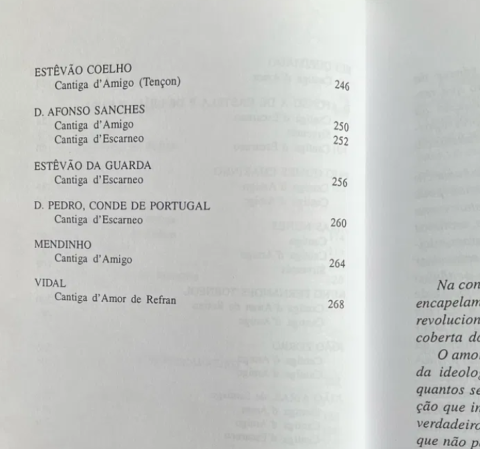 ESTÊVÃO COELHO
Cantiga d'Amigo (Tençon) 246
D. AFONSO SANCHES
Cantiga d'Amigo 250
Cantiga d'Escarneo 252
ESTÊVÃO DA GUARDA
Cantiga d'Escarneo 256
D. PEDRO, CONDE DE PORTUGAL
Cantiga d'Escarneo 260
MENDINHO
Cantiga d'Amigo 264
VIDAL
Cantiga d'Amor de Refran 268
Na con
encapelam
revolucion
coberta do
O amo
da ideolo
quantos se
ção que in
verdadeiro
que não p